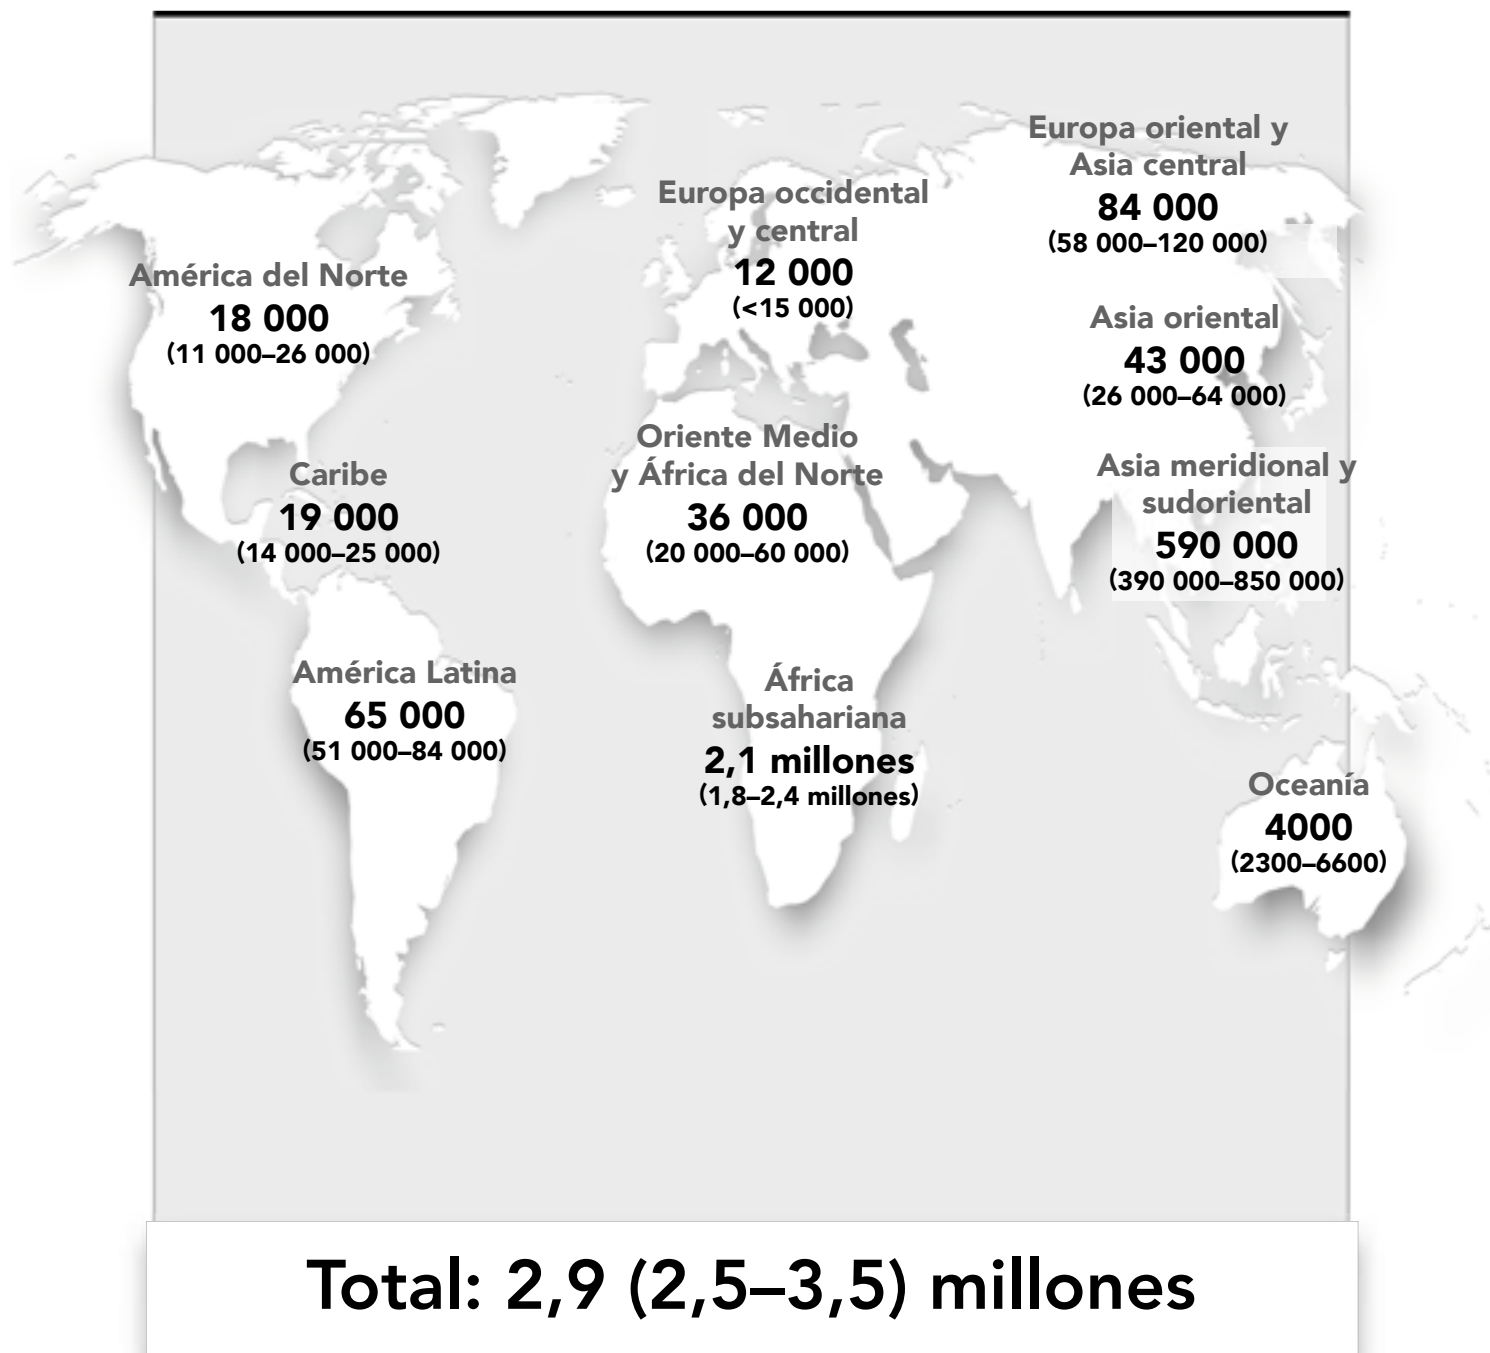 Europa oriental y
Asia central
84 000
(58 000–120 000)
Europa occidental
y central
12 000
(<15 000)
América del Norte
18 000
(11 000–26 000)
Asia oriental
43 000
(26 000–64 000)
Oriente Medio
y África del Norte
36 000
(20 000–60 000)
Caribe
19 000
(14 000–25 000)
Asia meridional y
sudoriental
590 000
(390 000–850 000)
América Latina
65 000
(51 000–84 000)
África
subsahariana
2,1 millones
(1,8–2,4 millones)
Oceanía
4000
(2300–6600)
Total: 2,9 (2,5–3,5) millones